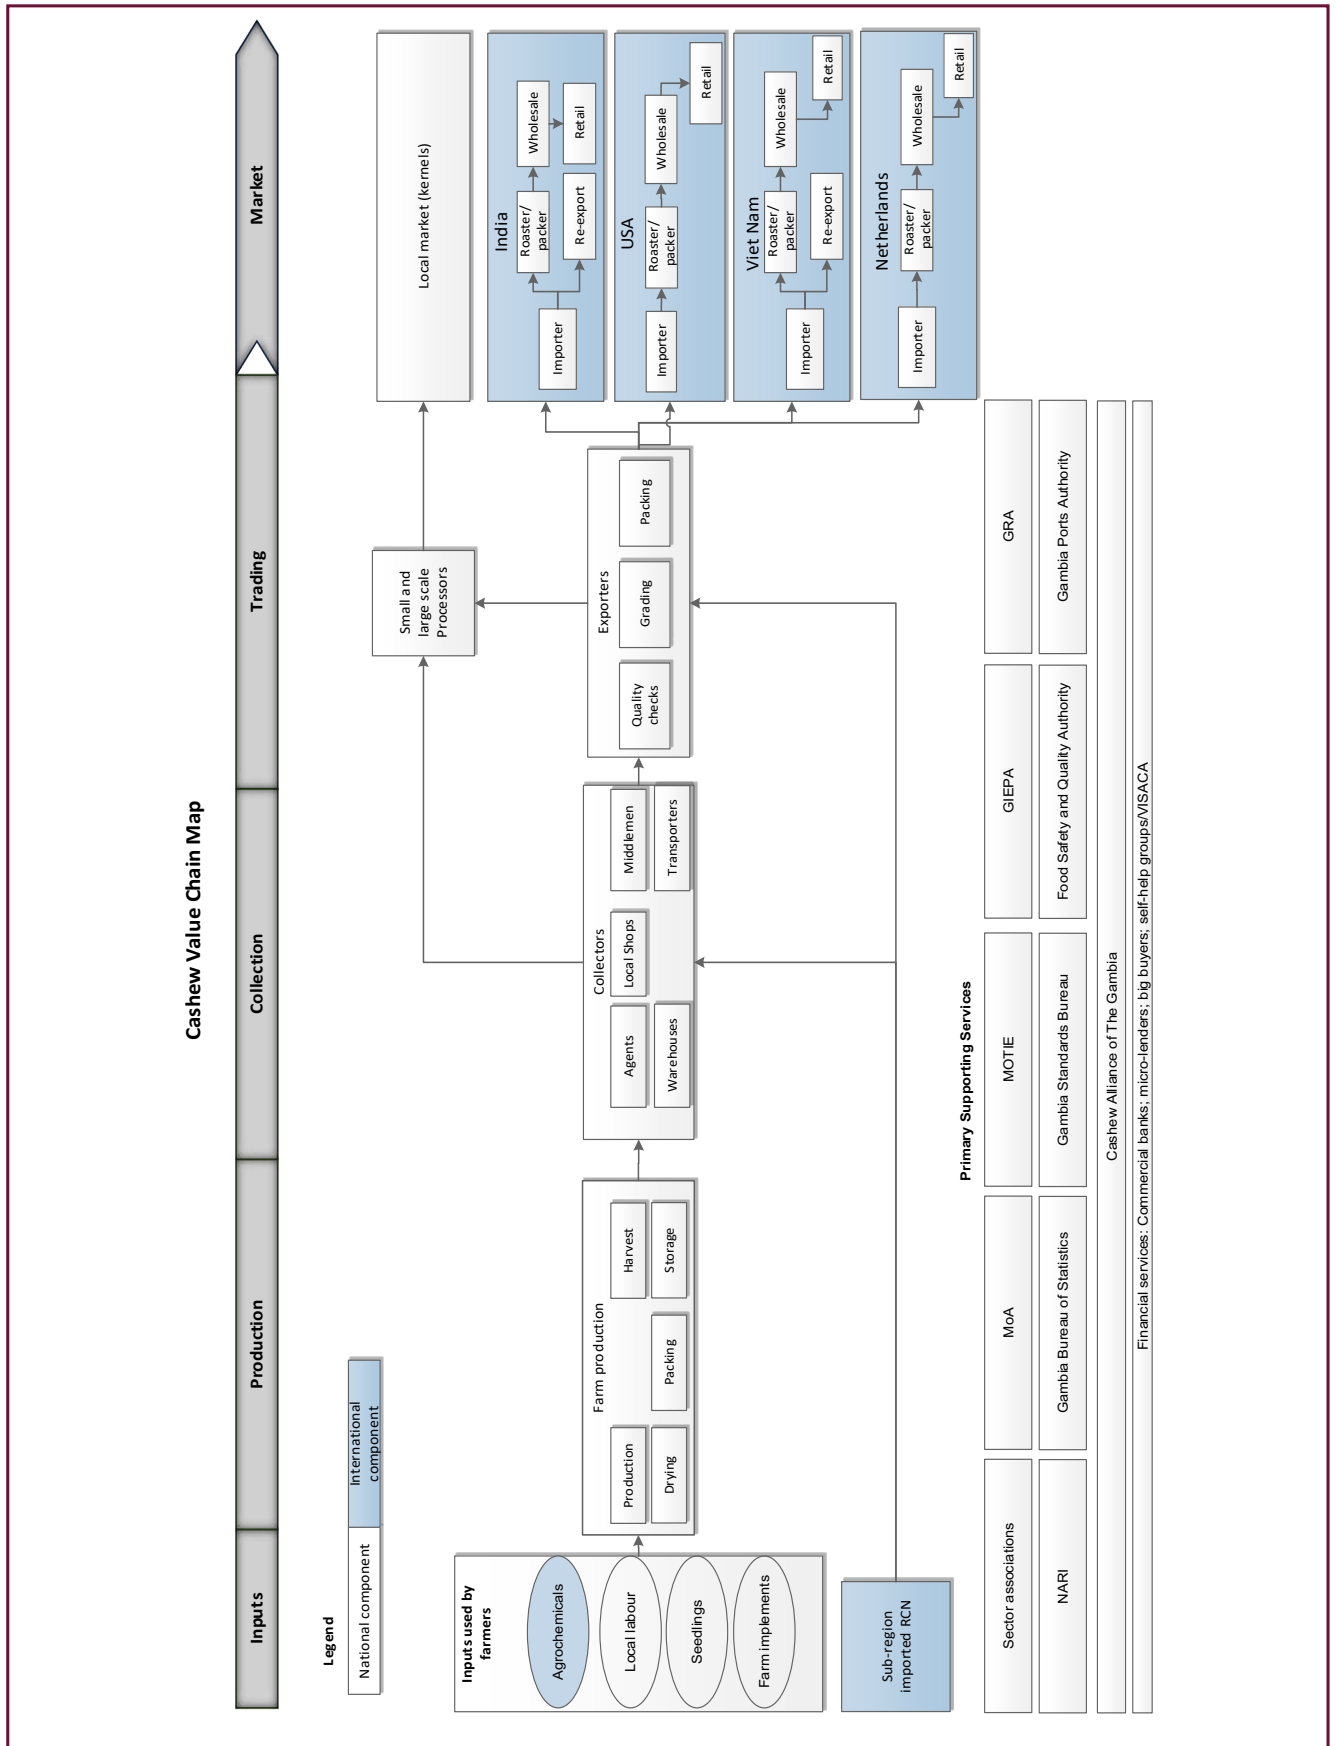 Cashew Value Chain Map
Inputs
Production
Collection
Trading
Market
Legend
National component
International
component
Inputs used by
farmers
Agrochemicals
Local labour
Seedlings
Farm implements
Sub-region
imported RCN
Farm production
Production
Harvest
Drying
Packing
Storage
Collectors
Agents
Local Shops
Middlemen
Warehouses
Transporters
Exporters
Quality
checks
Grading
Packing
Small and
large scale
Processors
Local market (kernels)
India
Importer
Roaster/
packer
Wholesale
Re-export
Retail
USA
Importer
Roaster/
packer
Wholesale
Retail
Viet Nam
Importer
Roaster/
packer
Wholesale
Re-export
Retail
Netherlands
Importer
Roaster/
packer
Wholesale
Retail
Primary Supporting Services
Sector associations
MoA
MOTIE
GIEPA
GRA
NARI
Gambia Bureau of Statistics
Gambia Standards Bureau
Food Safety and Quality Authority
Gambia Ports Authority
Cashew Alliance of The Gambia
Financial services: Commercial banks; micro-lenders; big buyers; self-help groups/VISACA